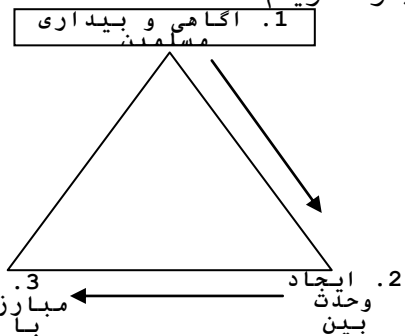 1. اگاهی و بیداری
مسلمین
2. ایجاد
وحدت
بین
3.
مبارز
با